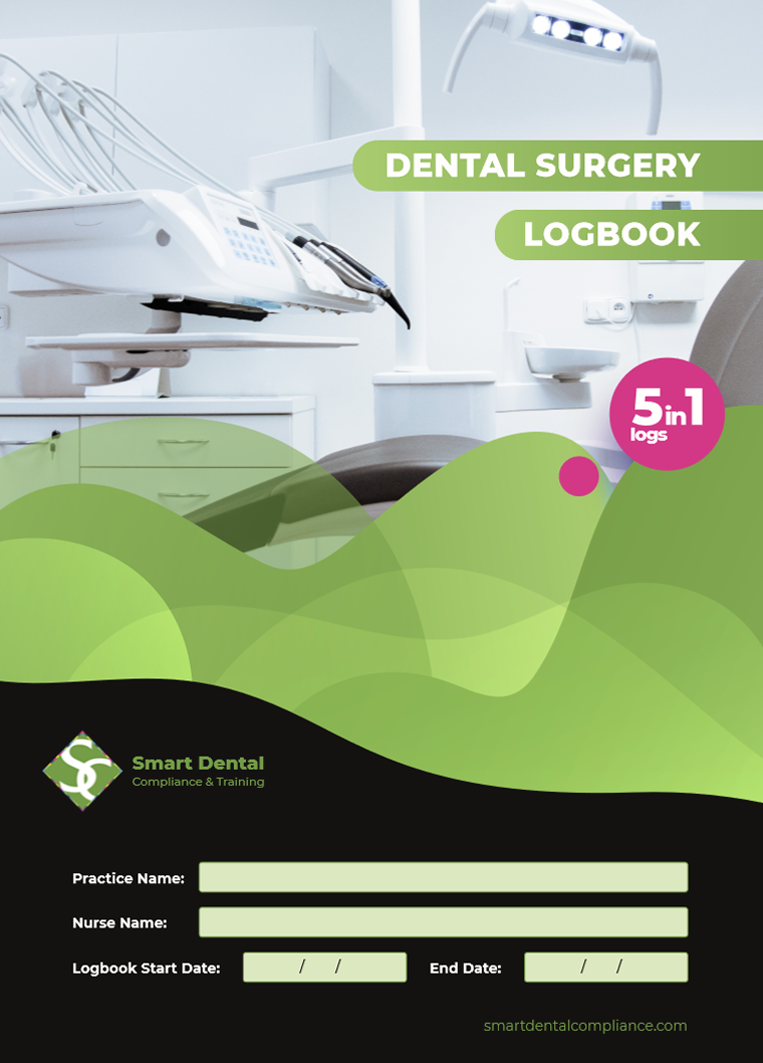 DENTAL SURGERY
LOGBOOK
5in1
logs
SC
Smart Dental
Compliance & Training
Practice Name:
Nurse Name:
Logbook Start Date: / / End Date: / /
smartdentalcompliance.com